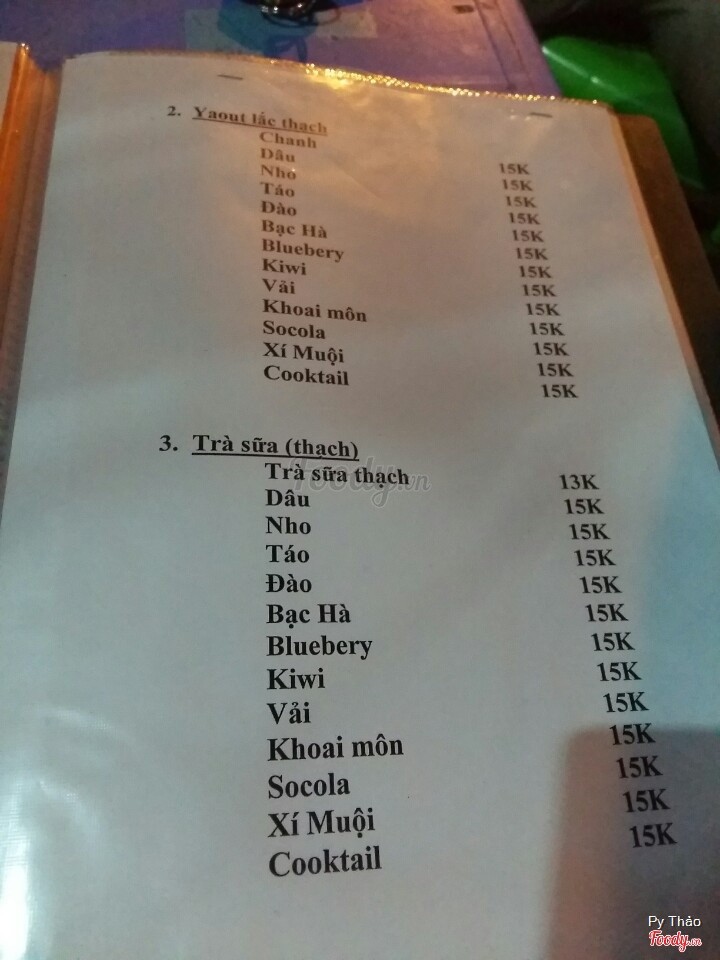 2. Yaout lắc thạch
Chanh 15K
Dâu 15K
Nho 15K
Táo 15K
Đào 15K
Bạc Hà 15K
Bluebery 15K
Kiwi 15K
Vải 15K
Khoai môn 15K
Socola 15K
Xí Muội 15K
Cooktail 15K
3. Trà sữa (thạch)
Trà sữa thạch 13K
Dâu 15K
Nho 15K
Táo 15K
Đào 15K
Bạc Hà 15K
Bluebery 15K
Kiwi 15K
Vải 15K
Khoai môn 15K
Socola 15K
Xí Muội 15K
Cooktail 15K
foody.vn
Py Thảo
Foody.vn